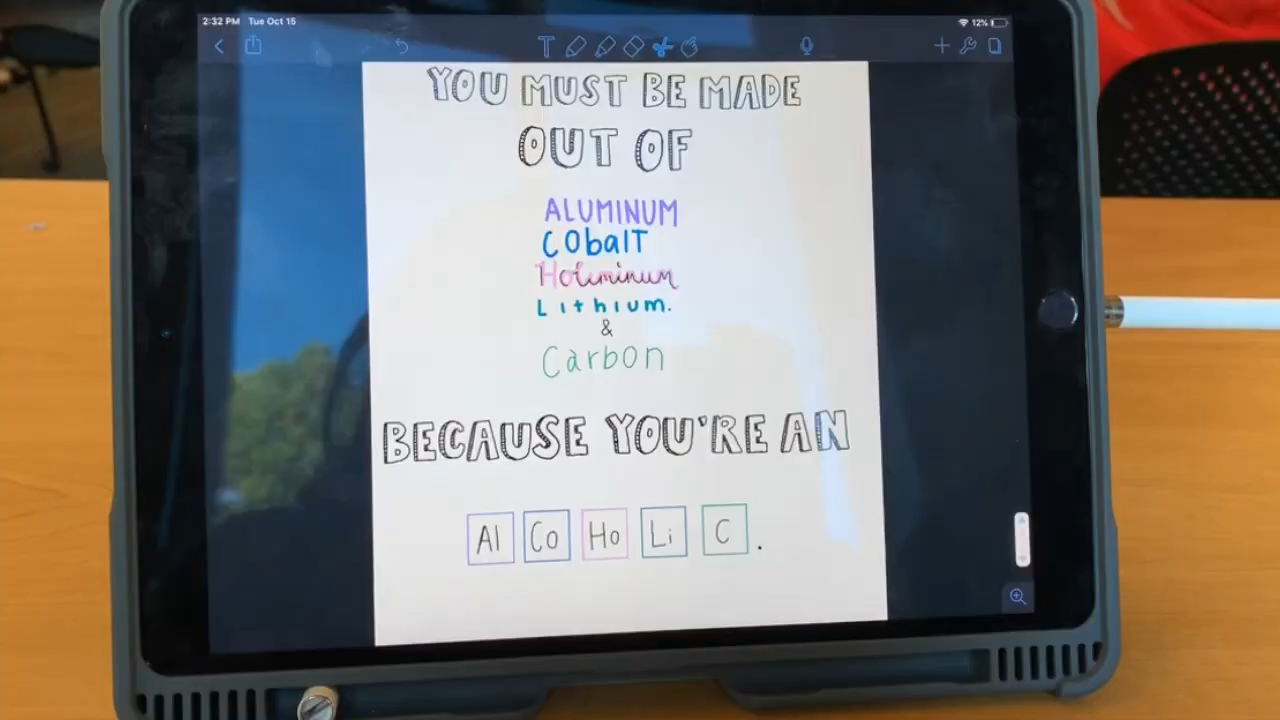 2:32 PM Tue Oct 15 12%
YOU MUST BE MADE
OUT OF
ALUMINUM
CObalT
Holeminum
Lithium.
&
Carbon
BECAUSE YOU'RE AN
Al Co Ho Li C .